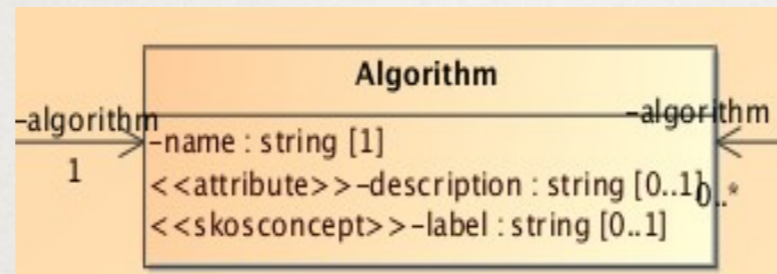 Algorithm
-algorithm
-algorithm
-name : string [1]
1
<<attribute>>-description : string [0..1]
0..*
<<skosconcept>>-label : string [0..1]